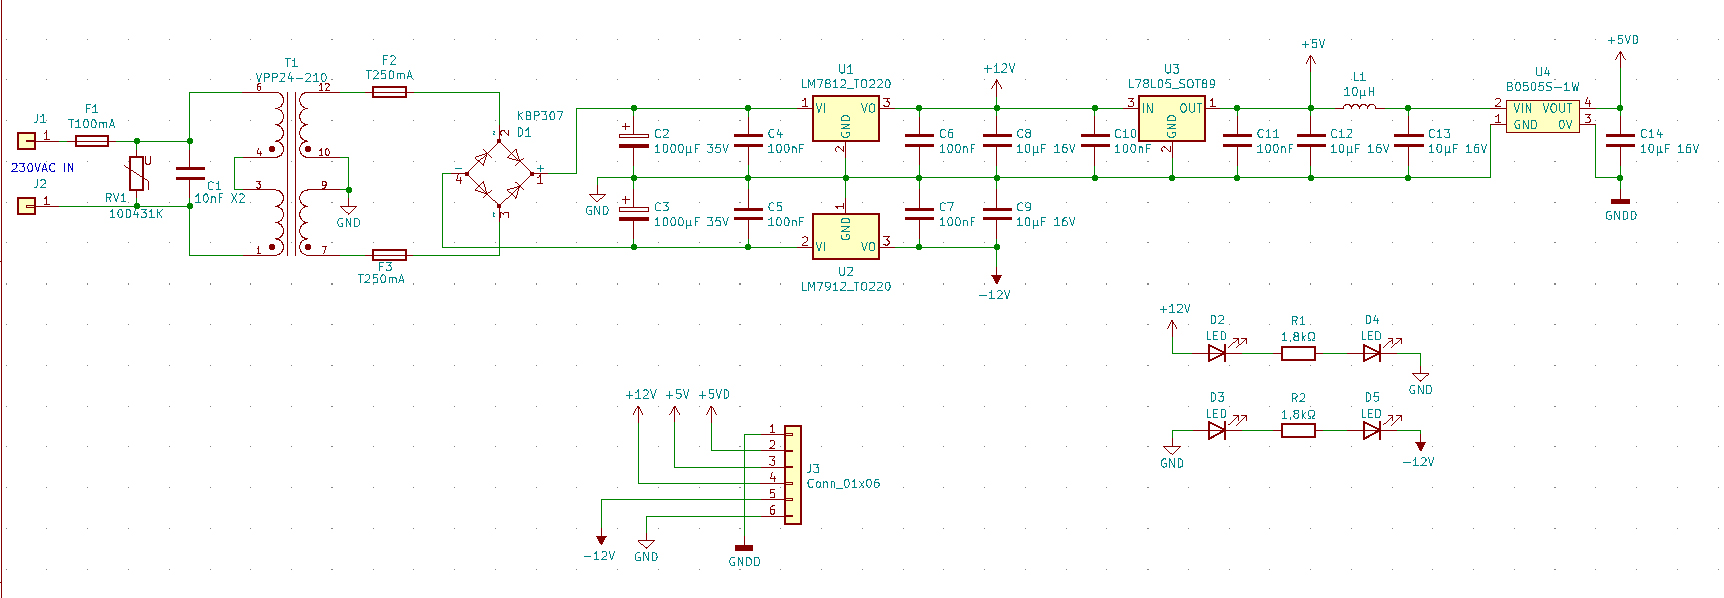 J1
1
230VAC IN
J2
1
F1
T100mA
RV1
10D431K
U
C1
10nF X2
T1
VPP24-210
6
12
4
10
3
9
1
7
GND
F2
T250mA
F3
T250mA
KBP307
D1
~
2
-
4
+
1
~
3
GND
C2
1000µF 35V
C3
1000µF 35V
C4
100nF
C5
100nF
U1
LM7812_TO220
1
VI
VO
3
GND
2
1
GND
2
VI
VO
3
U2
LM7912_TO220
C6
100nF
C7
100nF
+12V
C8
10µF 16V
C9
10µF 16V
-12V
C10
100nF
U3
L78L05_SOT89
3
IN
OUT
1
GND
2
C11
100nF
+5V
C12
10µF 16V
L1
10µH
C13
10µF 16V
U4
B0505S-1W
2
VIN
VOUT
4
1
GND
0V
3
+5VD
C14
10µF 16V
GNDD
+12V
D2
LED
R1
1,8kΩ
D4
LED
GND
D3
LED
R2
1,8kΩ
D5
LED
GND
-12V
+12V
+5V
+5VD
1
2
3
4
5
6
J3
Conn_01x06
-12V
GND
GNDD